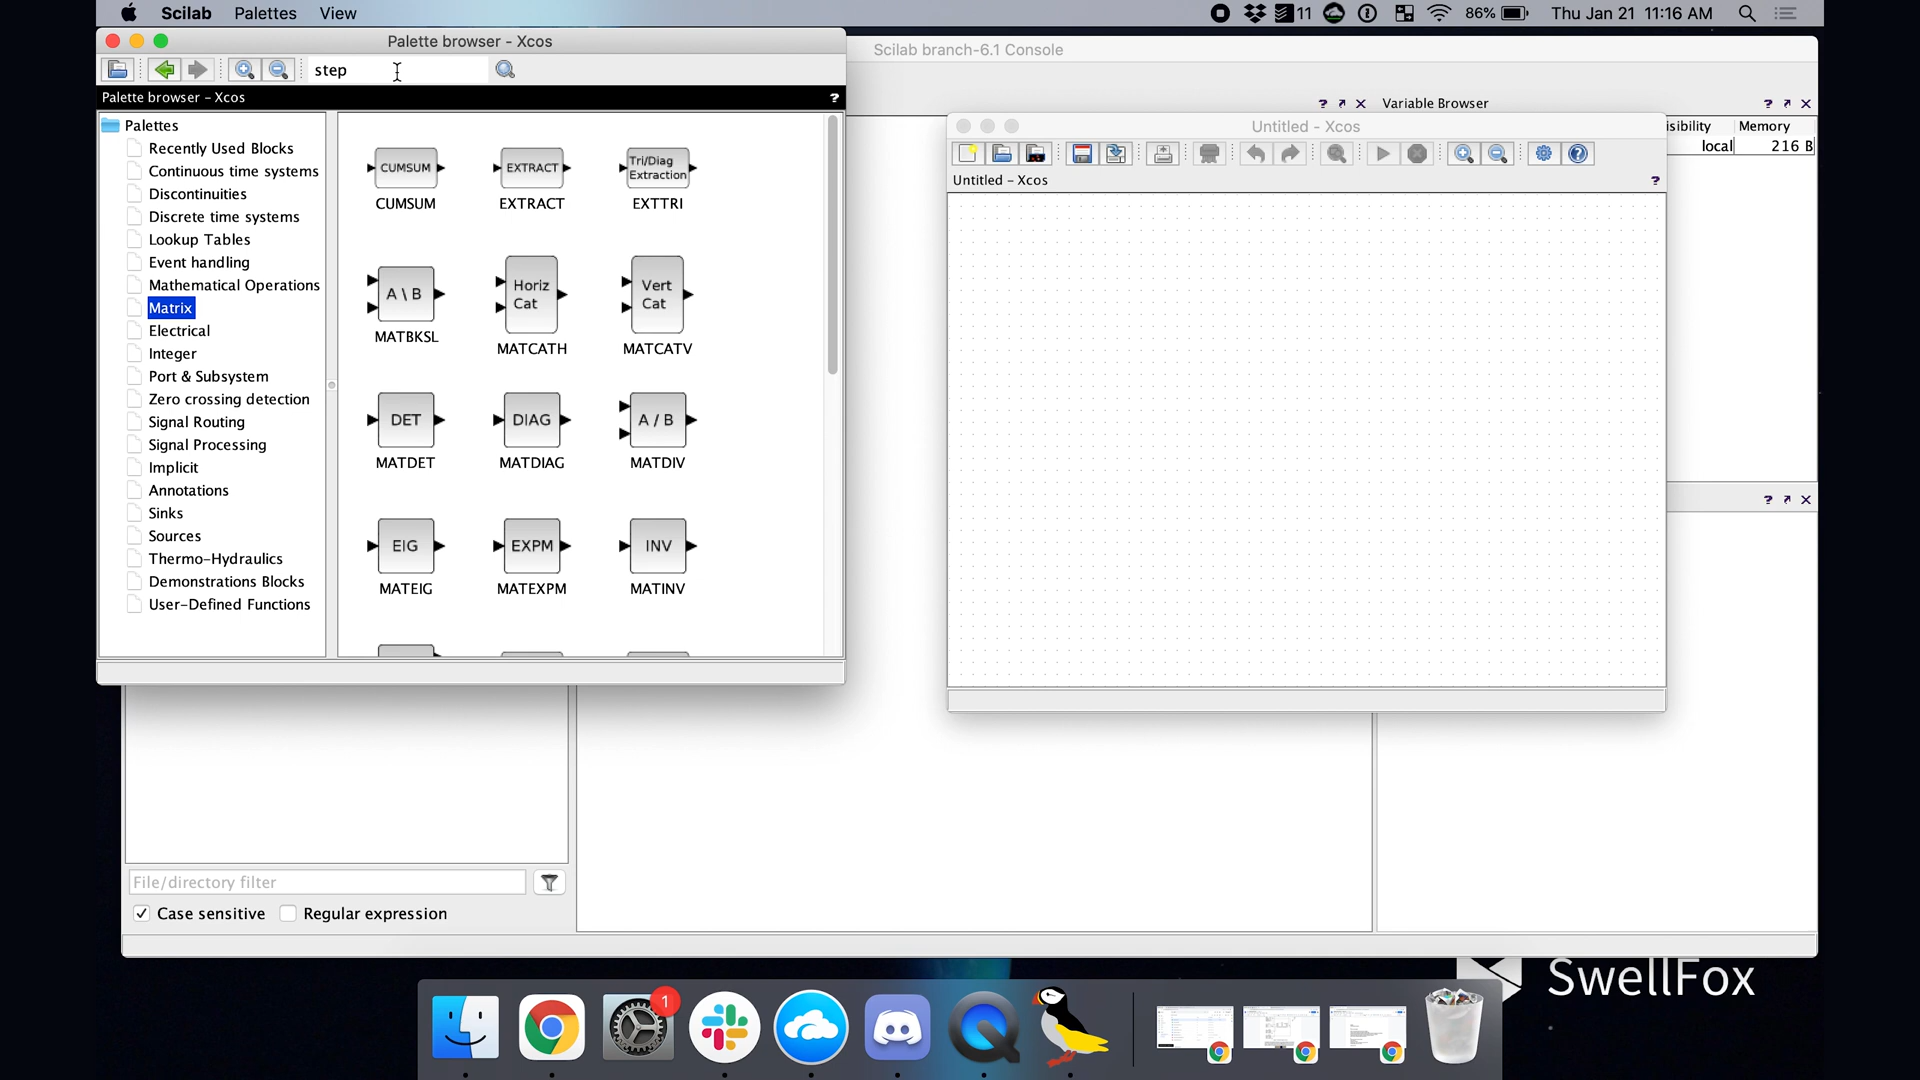 Scilab Palettes View 11 86% Thu Jan 21 11:16 AM
Palette browser - Xcos
Scilab branch-6.1 Console
step
Palette browser - Xcos ?
? Variable Browser ?
Palettes
Recently Used Blocks
Continuous time systems
Discontinuities
Discrete time systems
Lookup Tables
Event handling
Mathematical Operations
Matrix
Electrical
Integer
Port & Subsystem
Zero crossing detection
Signal Routing
Signal Processing
Implicit
Annotations
Sinks
Sources
Thermo-Hydraulics
Demonstrations Blocks
User-Defined Functions
CUMSUM EXTRACT Tri/Diag
Extraction
CUMSUM EXTRACT EXTTRI
A \ B Horiz
Cat Vert
Cat
MATBKSL MATCATH MATCATV
DET DIAG A / B
MATDET MATDIAG MATDIV
EIG EXPM INV
MATEIG MATEXPM MATINV
Untitled - Xcos
Untitled - Xcos ?
isibility Memory
local 216 B
?
File/directory filter
Case sensitive Regular expression
SwellFox
1